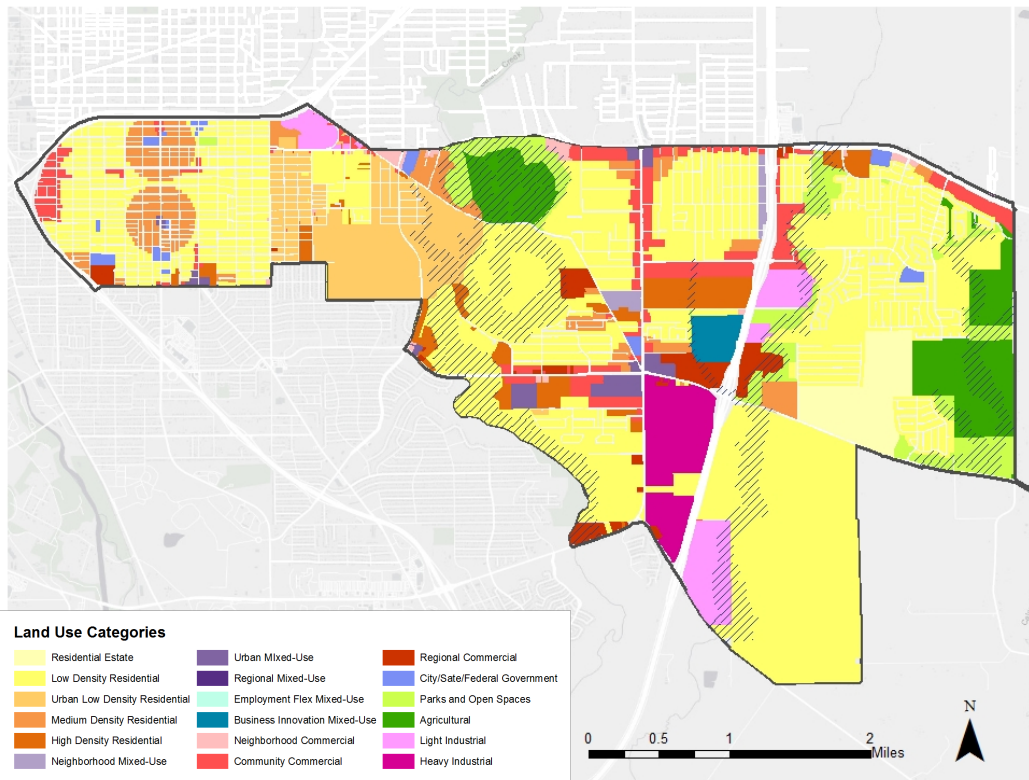 Land Use Categories
Residential Estate
Low Density Residential
Urban Low Density Residential
Medium Density Residential
High Density Residential
Neighborhood Mixed-Use
Urban Mixed-Use
Regional Mixed-Use
Employment Flex Mixed-Use
Business Innovation Mixed-Use
Neighborhood Commercial
Community Commercial
Regional Commercial
City/Sate/Federal Government
Parks and Open Spaces
Agricultural
Light Industrial
Heavy Industrial
0 0.5 1 2
Miles
N
Creek